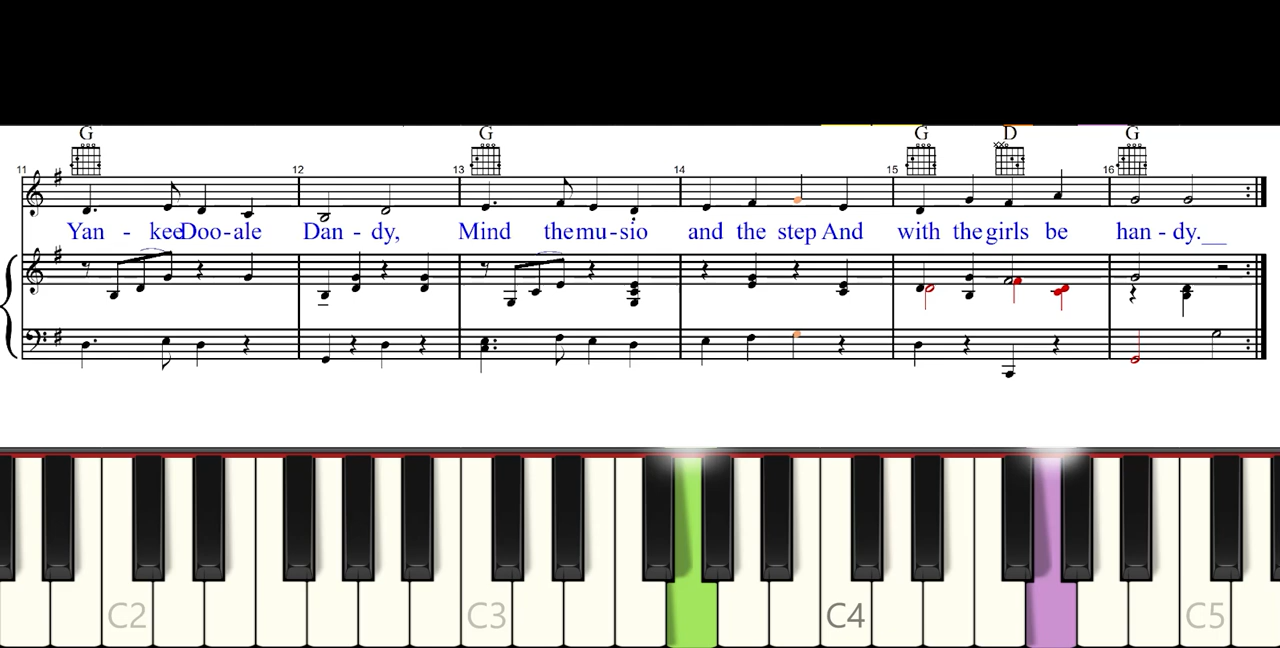 G G G D G
11 12 13 14 15 16
Yan - kee Doo-ale Dan - dy, Mind the mu-sio and the step And with the girls be han - dy.__
C2 C3 C4 C5